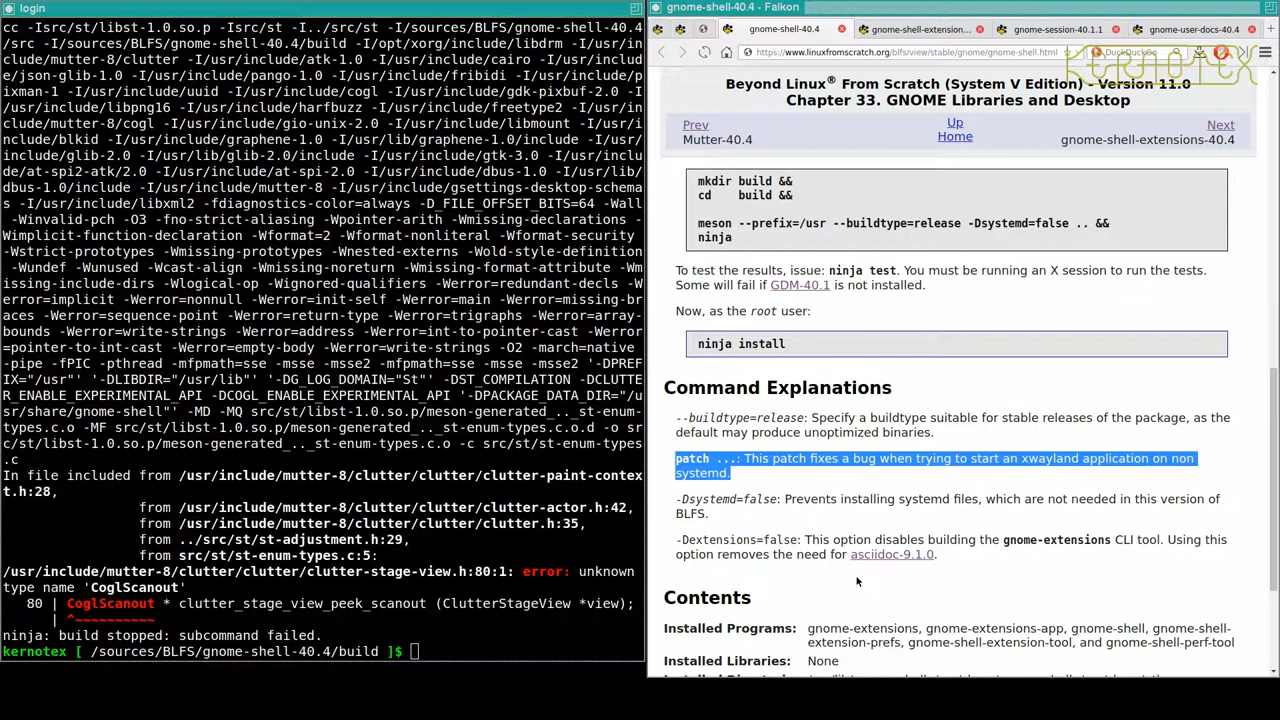 login
cc -Isrc/st/libst-1.0.so.p -Isrc/st -I../src/st -I/sources/BLFS/gnome-shell-40.4
/src -I/sources/BLFS/gnome-shell-40.4/build -I/opt/xorg/include/libdrm -I/usr/in
clude/mutter-8/clutter -I/usr/include/atk-1.0 -I/usr/include/cairo -I/usr/includ
e/json-glib-1.0 -I/usr/include/pango-1.0 -I/usr/include/fribidi -I/usr/include/p
ixman-1 -I/usr/include/uuid -I/usr/include/cogl -I/usr/include/gdk-pixbuf-2.0 -I
/usr/include/libpng16 -I/usr/include/harfbuzz -I/usr/include/freetype2 -I/usr/in
clude/mutter-8/cogl -I/usr/include/gio-unix-2.0 -I/usr/include/libmount -I/usr/i
nclude/blkid -I/usr/include/graphene-1.0 -I/usr/lib/graphene-1.0/include -I/usr/
include/glib-2.0 -I/usr/lib/glib-2.0/include -I/usr/include/gtk-3.0 -I/usr/inclu
de/at-spi2-atk/2.0 -I/usr/include/at-spi-2.0 -I/usr/include/dbus-1.0 -I/usr/lib/
dbus-1.0/include -I/usr/include/mutter-8 -I/usr/include/gsettings-desktop-schema
s -I/usr/include/libxml2 -fdiagnostics-color=always -D_FILE_OFFSET_BITS=64 -Wall
 -Winvalid-pch -O3 -fno-strict-aliasing -Wpointer-arith -Wmissing-declarations -
Wimplicit-function-declaration -Wformat=2 -Wformat-nonliteral -Wformat-security
-Wstrict-prototypes -Wmissing-prototypes -Wnested-externs -Wold-style-definition
 -Wundef -Wunused -Wcast-align -Wmissing-noreturn -Wmissing-format-attribute -Wm
issing-include-dirs -Wlogical-op -Wignored-qualifiers -Werror=redundant-decls -W
error=implicit -Werror=nonnull -Werror=init-self -Werror=main -Werror=missing-br
aces -Werror=sequence-point -Werror=return-type -Werror=trigraphs -Werror=array-
bounds -Werror=write-strings -Werror=address -Werror=int-to-pointer-cast -Werror
=pointer-to-int-cast -Werror=empty-body -Werror=write-strings -O2 -march=native
-pipe -fPIC -pthread -mfpmath=sse -msse -msse2 -mfpmath=sse -msse -msse2 '-DPREF
IX="/usr"' '-DLIBDIR="/usr/lib"' '-DG_LOG_DOMAIN="St"' -DST_COMPILATION -DCLUTTE
R_ENABLE_EXPERIMENTAL_API -DCOGL_ENABLE_EXPERIMENTAL_API '-DPACKAGE_DATA_DIR="/u
sr/share/gnome-shell"' -MD -MQ src/st/libst-1.0.so.p/meson-generated_.._st-enum-
types.c.o -MF src/st/libst-1.0.so.p/meson-generated_.._st-enum-types.c.o.d -o sr
c/st/libst-1.0.so.p/meson-generated_.._st-enum-types.c.o -c src/st/st-enum-types
.c
In file included from /usr/include/mutter-8/clutter/clutter/clutter-paint-contex
t.h:28,
from /usr/include/mutter-8/clutter/clutter/clutter-actor.h:42,
from /usr/include/mutter-8/clutter/clutter/clutter.h:35,
from ../src/st/st-adjustment.h:29,
from src/st/st-enum-types.c:5:
/usr/include/mutter-8/clutter/clutter/clutter-stage-view.h:80:1: error: unknown
type name 'CoglScanout'
80 | CoglScanout * clutter_stage_view_peek_scanout (ClutterStageView *view);
| ^~~~~~~~~~~
ninja: build stopped: subcommand failed.
kernotex [ /sources/BLFS/gnome-shell-40.4/build ]$
gnome-shell-40.4 - Falkon
gnome-shell-40.4
gnome-shell-extension...
gnome-session-40.1.1
gnome-user-docs-40.4
https://www.linuxfromscratch.org/blfs/view/stable/gnome/gnome-shell.html
DuckDuckGo
KERNOTEX
Beyond Linux® From Scratch (System V Edition) - Version 11.0
Chapter 33. GNOME Libraries and Desktop
Prev
Up
Next
Mutter-40.4
Home
gnome-shell-extensions-40.4
mkdir build &&
cd    build &&
meson --prefix=/usr --buildtype=release -Dsystemd=false .. &&
ninja
To test the results, issue: ninja test. You must be running an X session to run the tests.
Some will fail if GDM-40.1 is not installed.
Now, as the root user:
ninja install
Command Explanations
--buildtype=release: Specify a buildtype suitable for stable releases of the package, as the
default may produce unoptimized binaries.
patch ...: This patch fixes a bug when trying to start an xwayland application on non
systemd.
-Dsystemd=false: Prevents installing systemd files, which are not needed in this version of
BLFS.
-Dextensions=false: This option disables building the gnome-extensions CLI tool. Using this
option removes the need for asciidoc-9.1.0.
Contents
Installed Programs: gnome-extensions, gnome-extensions-app, gnome-shell, gnome-shell-
extension-prefs, gnome-shell-extension-tool, and gnome-shell-perf-tool
Installed Libraries: None